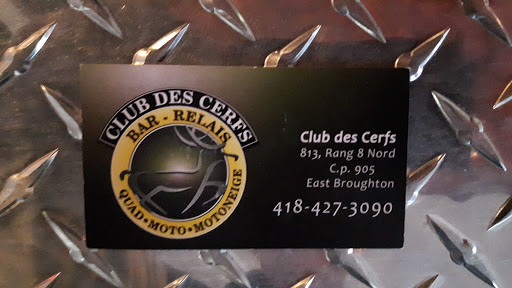 CLUB DES CERFS
BAR - RELAIS
QUAD • MOTO • MOTONEIGE
Club des Cerfs
813, Rang 8 Nord
C.p. 905
East Broughton
418-427-3090